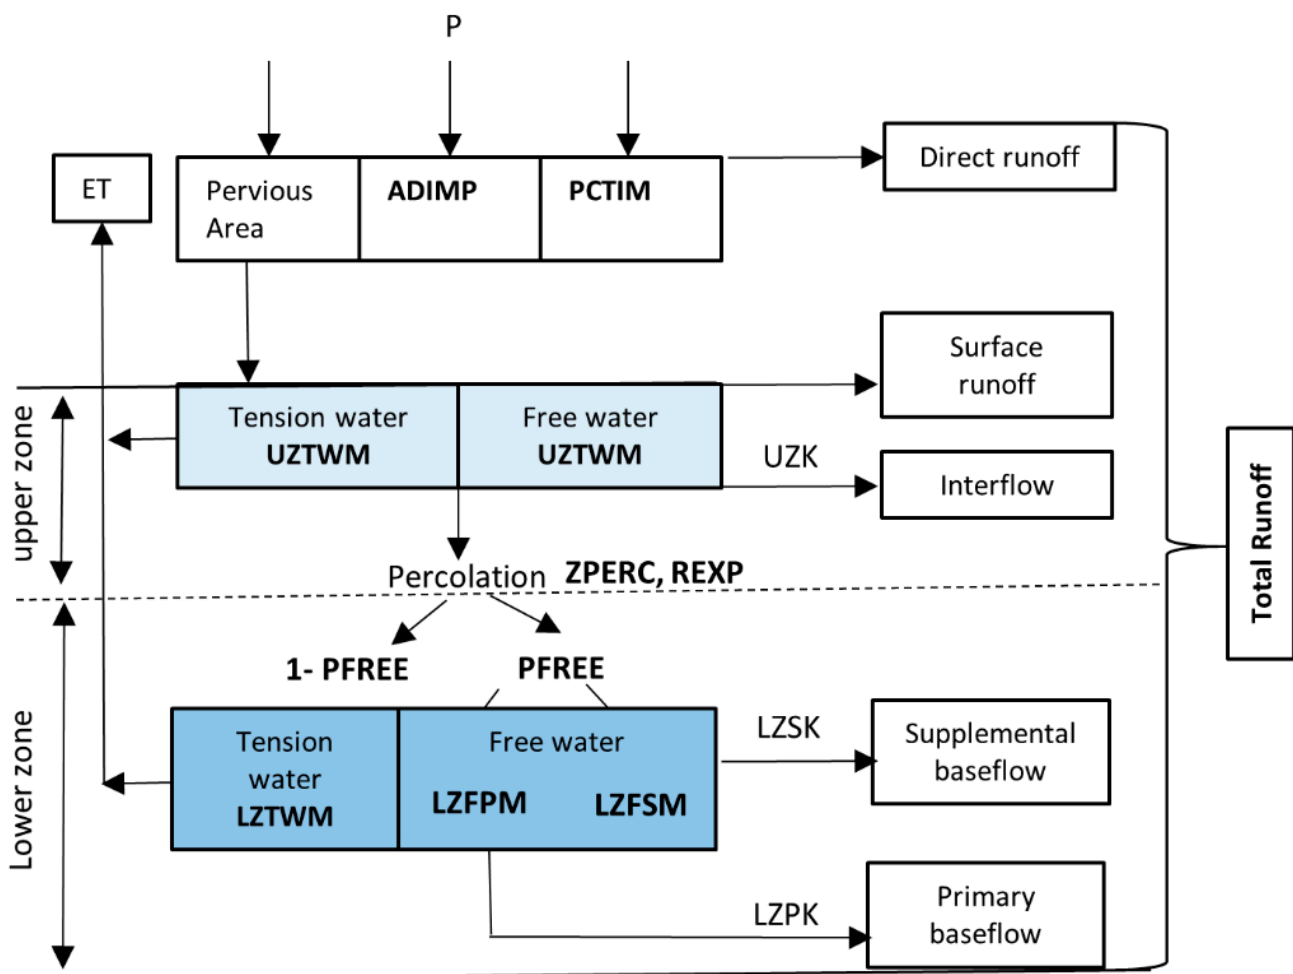 P
ET
Pervious
Area
ADIMP
PCTIM
Direct runoff
Surface
runoff
upper zone
Tension water
UZTWM
Free water
UZTWM
UZK
Interflow
Percolation
ZPERC, REXP
Total Runoff
1- PFREE
PFREE
Lower zone
Tension
water
LZTWM
Free water
LZFPM
LZFSM
LZSK
Supplemental
baseflow
LZPK
Primary
baseflow